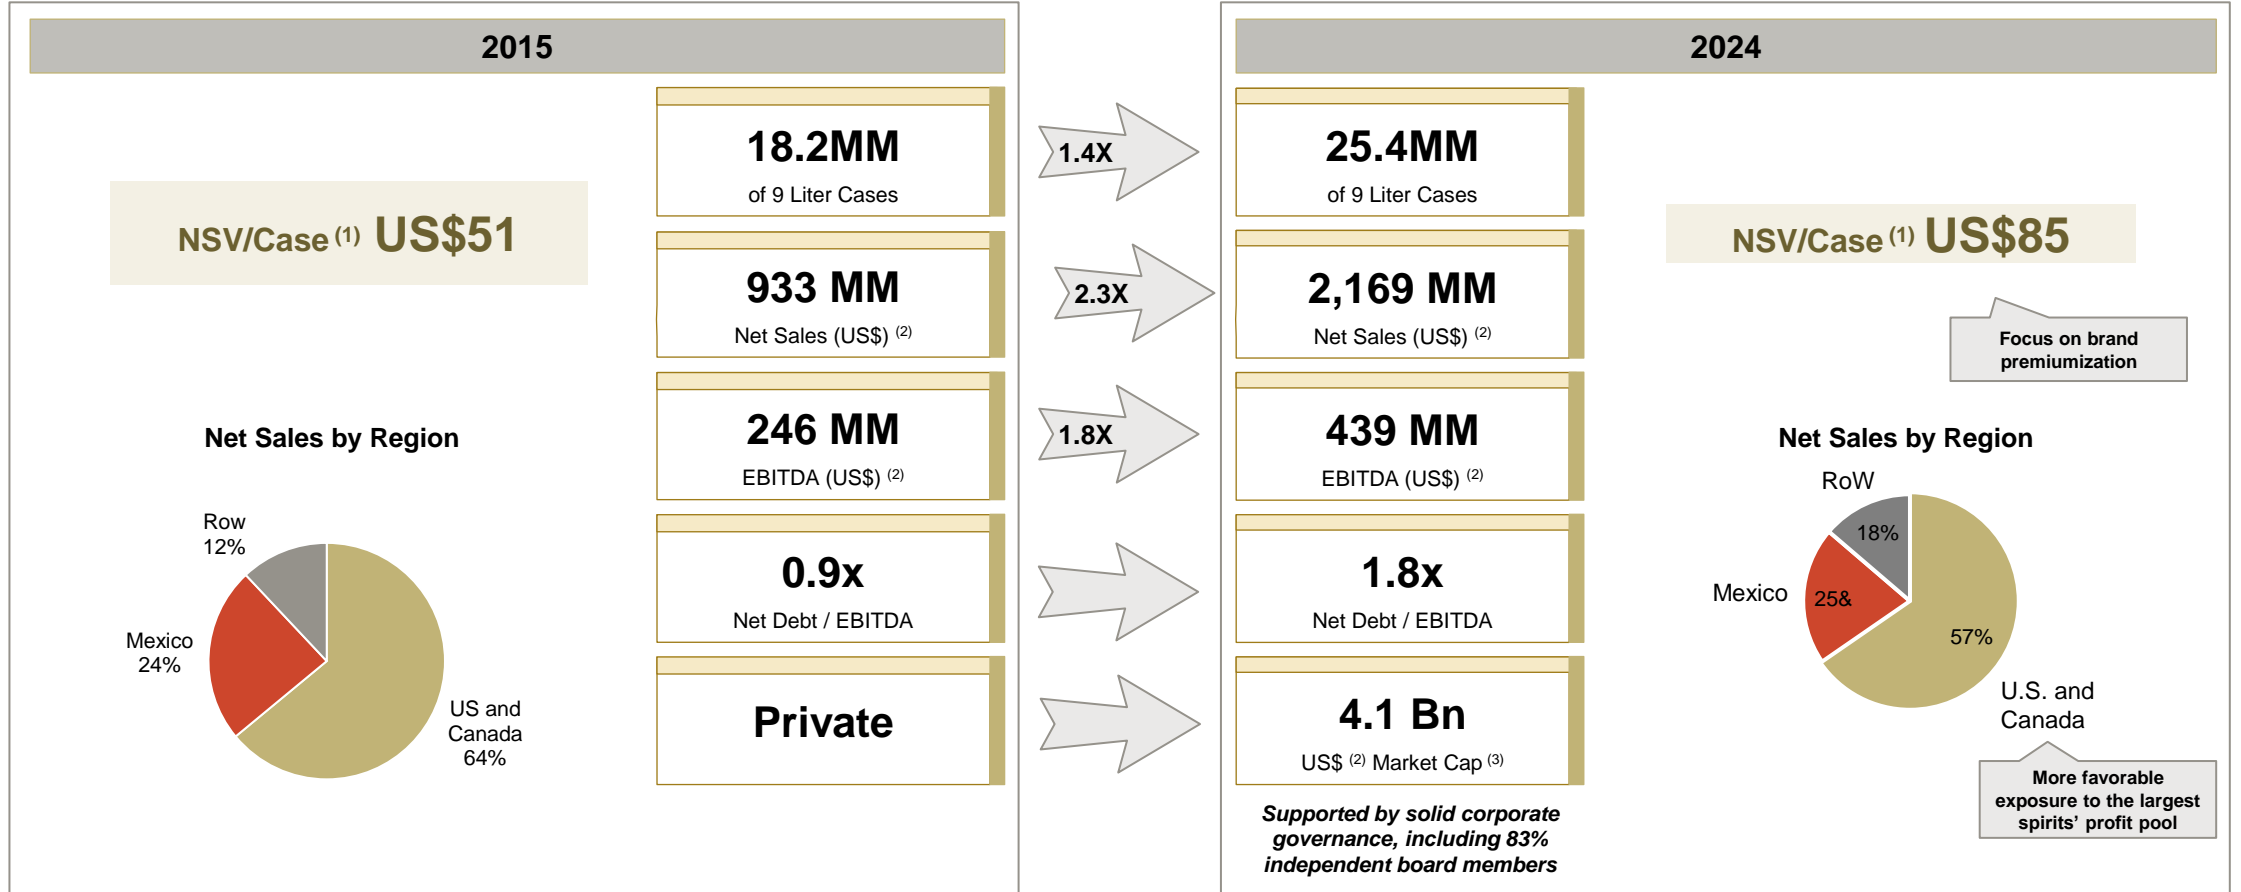 2015
NSV/Case (1) US$51
Net Sales by Region
Row
12%
Mexico
24%
US and
Canada
64%
18.2MM
of 9 Liter Cases
933 MM
Net Sales (US$) (2)
246 MM
EBITDA (US$) (2)
0.9x
Net Debt / EBITDA
Private
1.4X
2.3X
1.8X
2024
25.4MM
of 9 Liter Cases
2,169 MM
Net Sales (US$) (2)
439 MM
EBITDA (US$) (2)
1.8x
Net Debt / EBITDA
4.1 Bn
US$ (2) Market Cap (3)
Supported by solid corporate
governance, including 83%
independent board members
NSV/Case (1) US$85
Focus on brand
premiumization
Net Sales by Region
RoW
18%
Mexico
25&
57%
U.S. and
Canada
More favorable
exposure to the largest
spirits’ profit pool